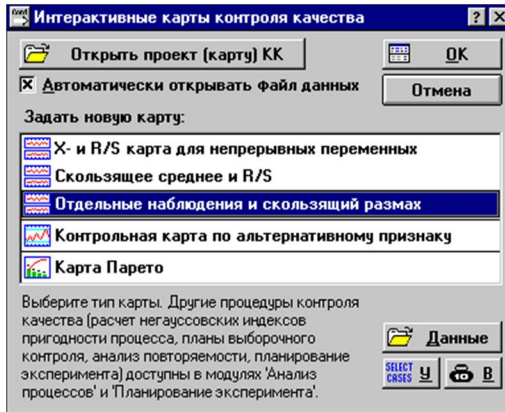 Интерактивные карты контроля качества
Открыть проект (карту) КК
OK
Автоматически открывать файл данных
Отмена
Задать новую карту:
X- и R/S карта для непрерывных переменных
Скользящее среднее и R/S
Отдельные наблюдения и скользящий размах
Контрольная карта по альтернативному признаку
Карта Парето
Выберите тип карты. Другие процедуры контроля
качества (расчет негауссовских индексов
пригодности процесса, планы выборочного
контроля, анализ повторяемости, планирование
эксперимента) доступны в модулях 'Анализ
процессов' и 'Планирование эксперимента'.
Данные
SELECT
CASES У В